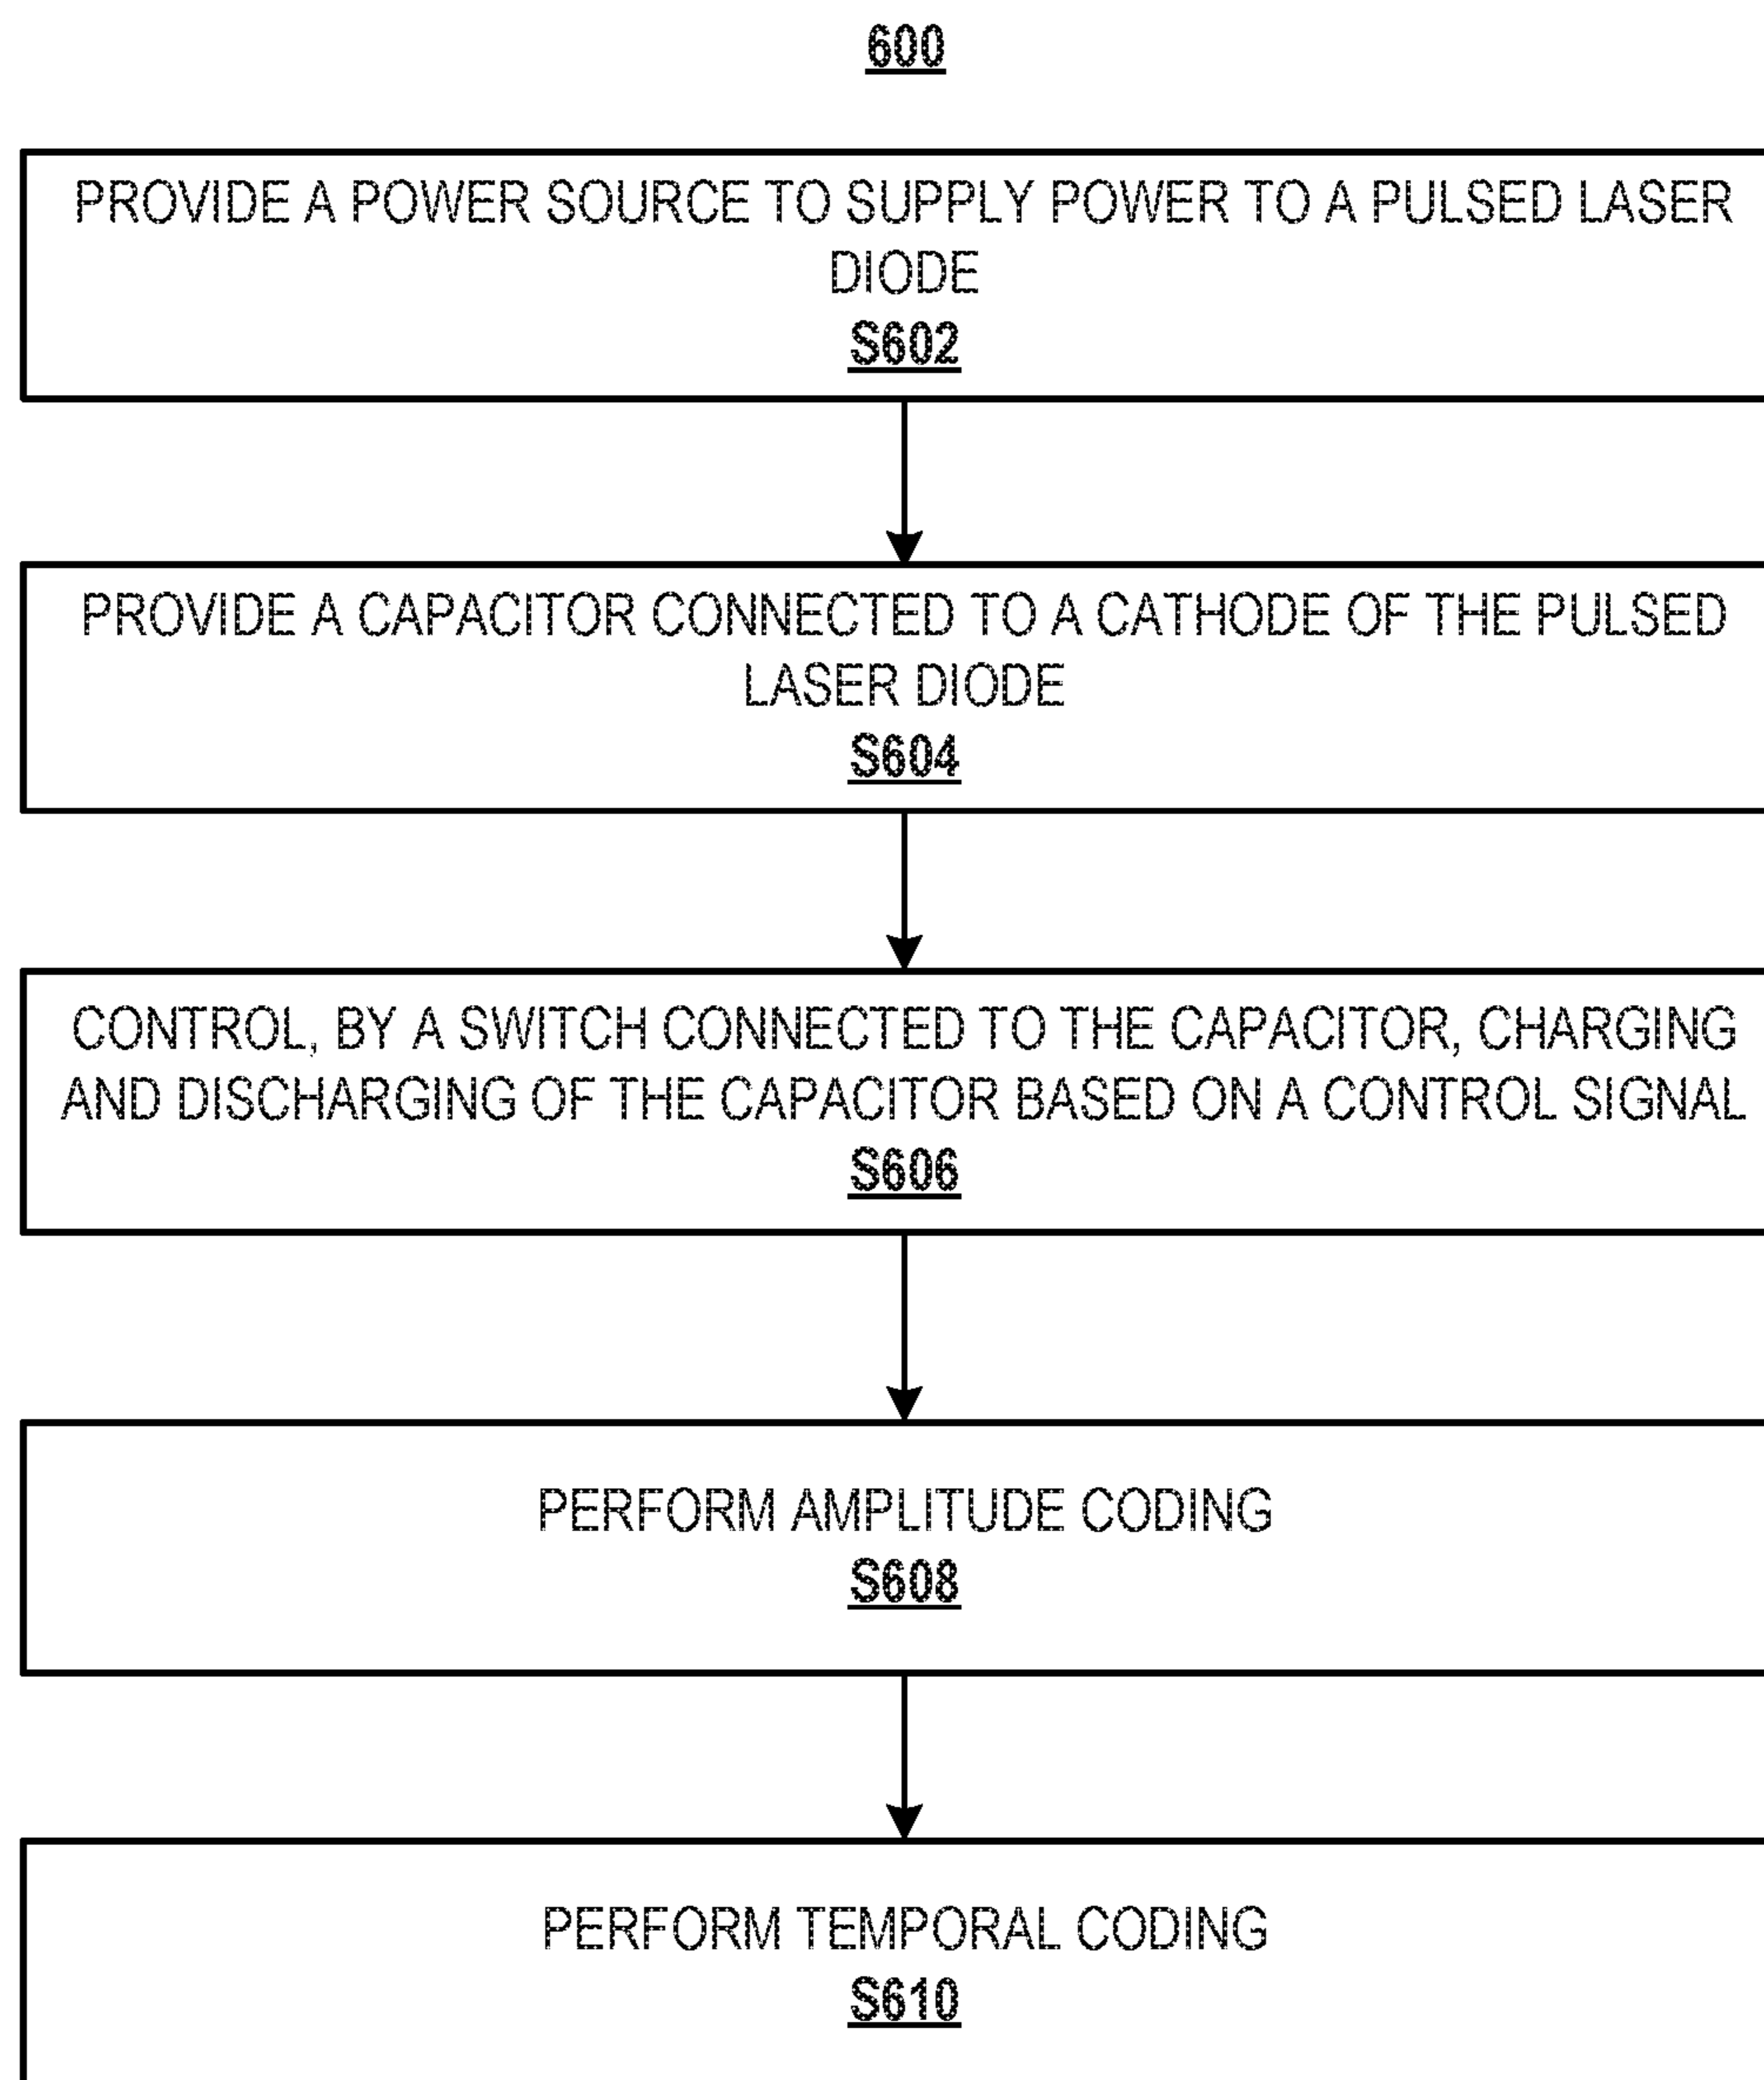 600
PROVIDE A POWER SOURCE TO SUPPLY POWER TO A PULSED LASER
DIODE
S602
PROVIDE A CAPACITOR CONNECTED TO A CATHODE OF THE PULSED
LASER DIODE
S604
CONTROL, BY A SWITCH CONNECTED TO THE CAPACITOR, CHARGING
AND DISCHARGING OF THE CAPACITOR BASED ON A CONTROL SIGNAL
S606
PERFORM AMPLITUDE CODING
S608
PERFORM TEMPORAL CODING
S610